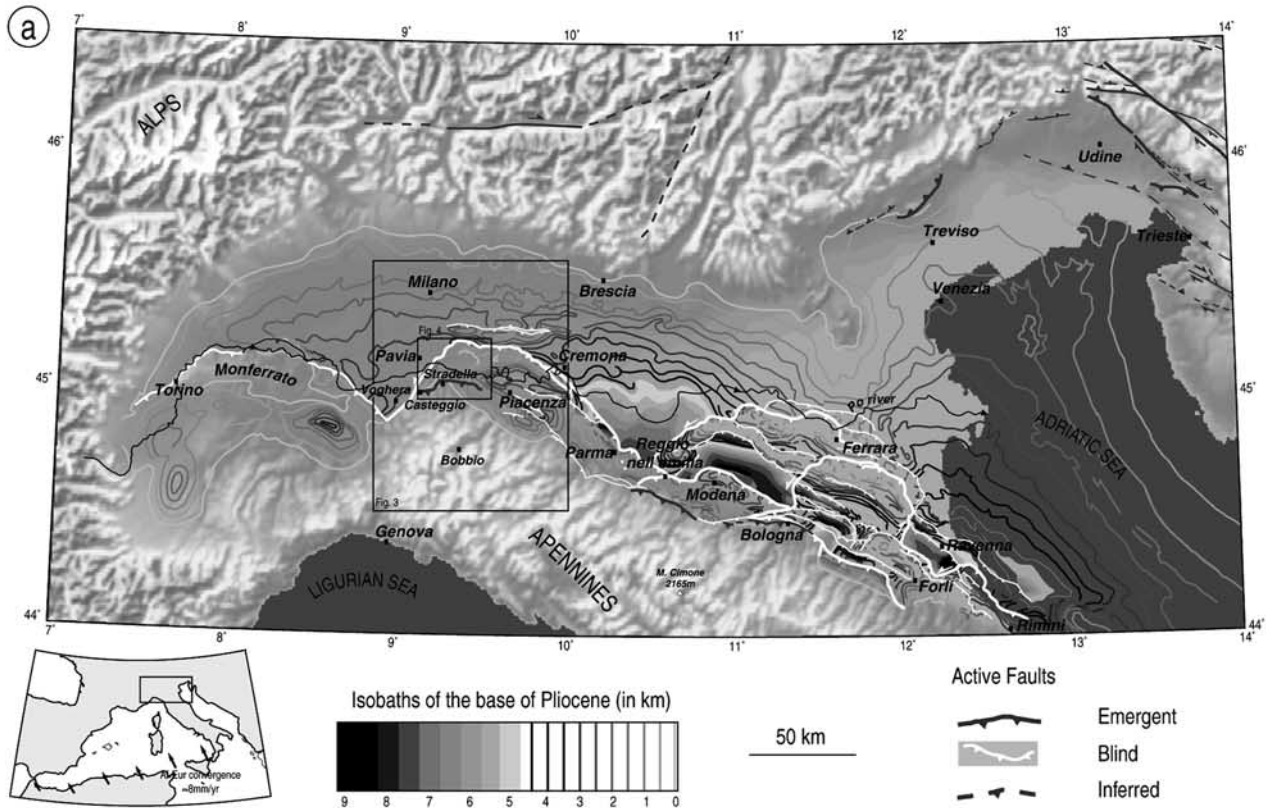 a
7° 8° 9° 10° 11° 12° 13° 14°
ALPS
46° 46°
Udine
Treviso
Trieste
Milano
Brescia
Venezia
Fig. 4
Pavia
Cremona
45° 45°
Torino
Monferrato
Stradella
Voghera
Casteggio
Piacenza
Po river
ADRIATIC SEA
Ferrara
Parma
Reggio
nell'Emilia
Bobbio
Modena
Fig. 3
Bologna
Genova
Ravenna
APENNINES
M. Cimone
2165m
LIGURIAN SEA
Forli
Rimini
44° 44°
7° 8° 9° 10° 11° 12° 13° 14°
Active Faults
Isobaths of the base of Pliocene (in km)
Emergent
50 km
Blind
Eur convergence
≈8mm/yr
Inferred
9 8 7 6 5 4 3 2 1 0